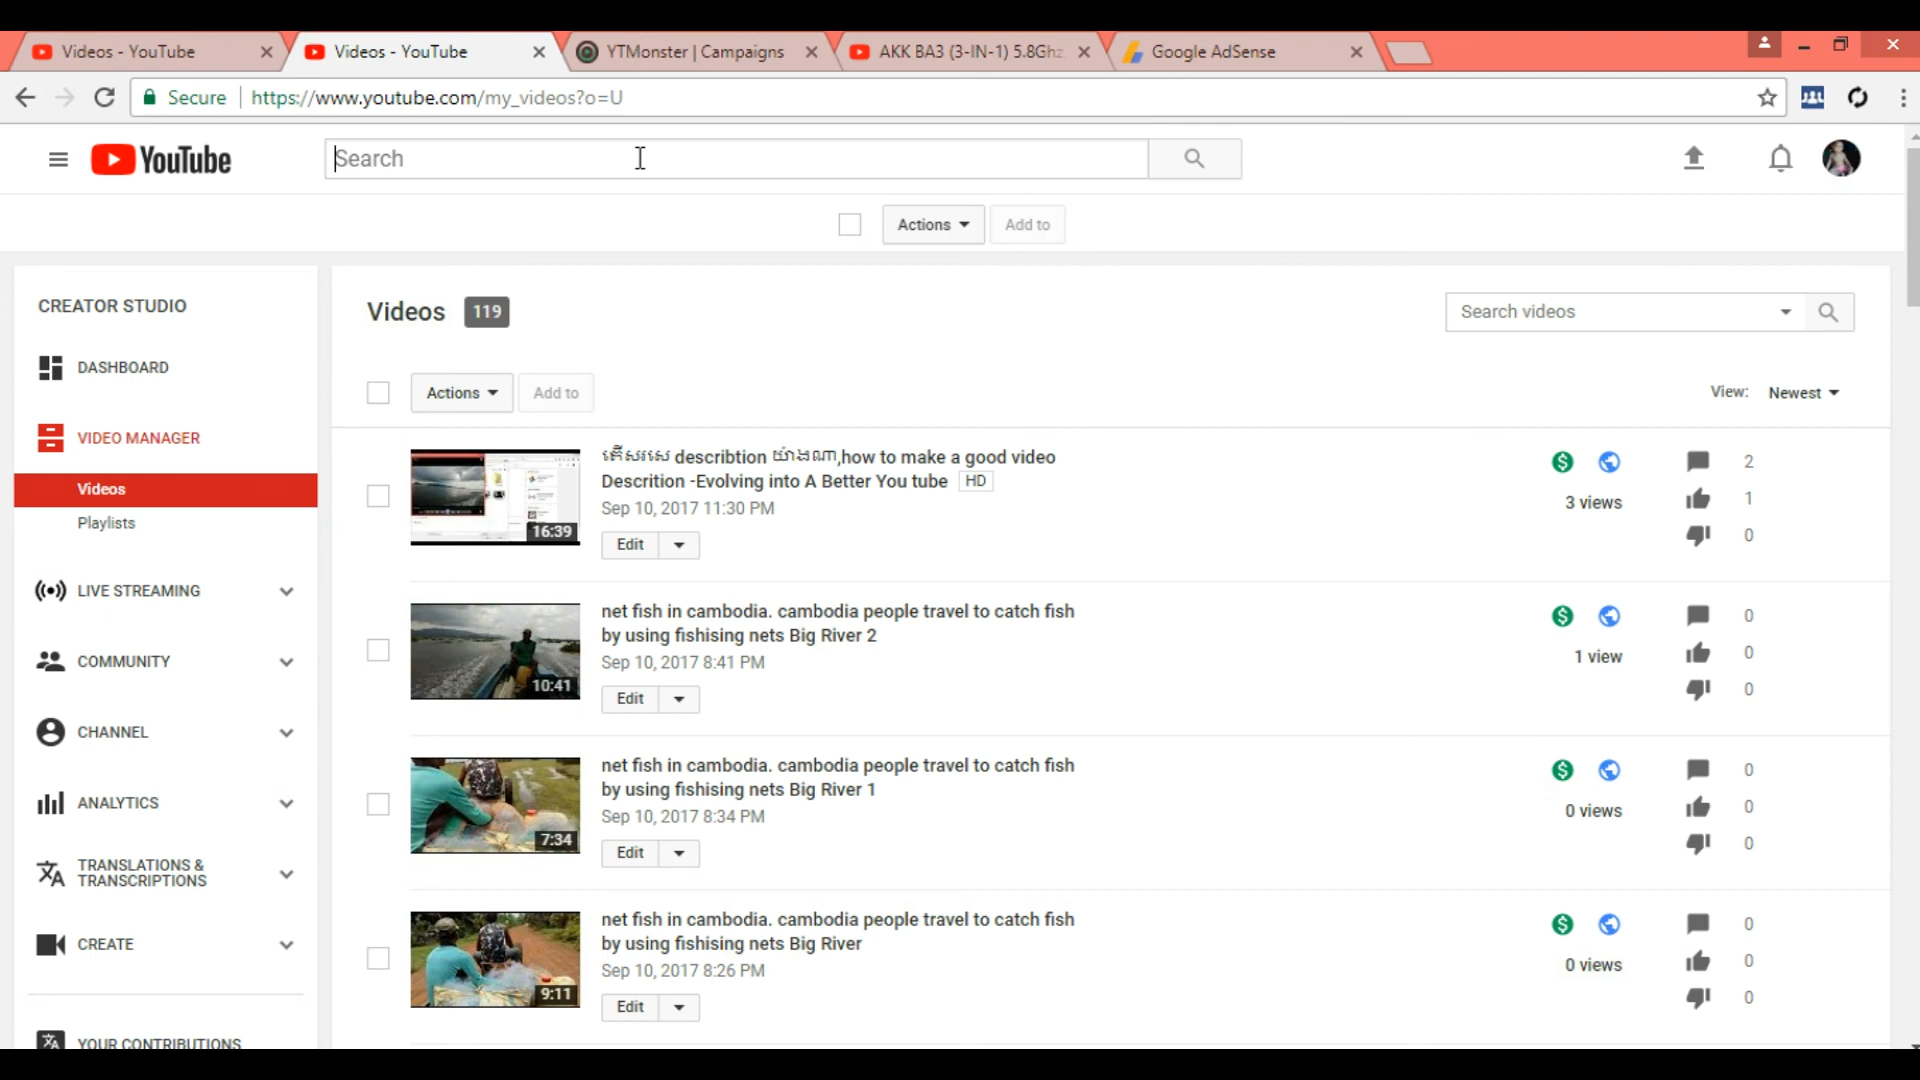 Videos - YouTube
Videos - YouTube
YTMonster | Campaigns
AKK BA3 (3-IN-1) 5.8Ghz
Google AdSense
Secure
https://www.youtube.com/my_videos?o=U
YouTube
Search
Actions
Add to
CREATOR STUDIO
DASHBOARD
VIDEO MANAGER
Videos
Playlists
LIVE STREAMING
COMMUNITY
CHANNEL
ANALYTICS
TRANSLATIONS &
TRANSCRIPTIONS
CREATE
YOUR CONTRIBUTIONS
Videos 119
Search videos
Actions
Add to
View: Newest
16:39
តើសរសេ describtion យ៉ាងណា,how to make a good video
Descrition -Evolving into A Better You tube HD
Sep 10, 2017 11:30 PM
Edit
3 views
2
1
0
10:41
net fish in cambodia. cambodia people travel to catch fish
by using fishising nets Big River 2
Sep 10, 2017 8:41 PM
Edit
1 view
0
0
0
7:34
net fish in cambodia. cambodia people travel to catch fish
by using fishising nets Big River 1
Sep 10, 2017 8:34 PM
Edit
0 views
0
0
0
9:11
net fish in cambodia. cambodia people travel to catch fish
by using fishising nets Big River
Sep 10, 2017 8:26 PM
Edit
0 views
0
0
0